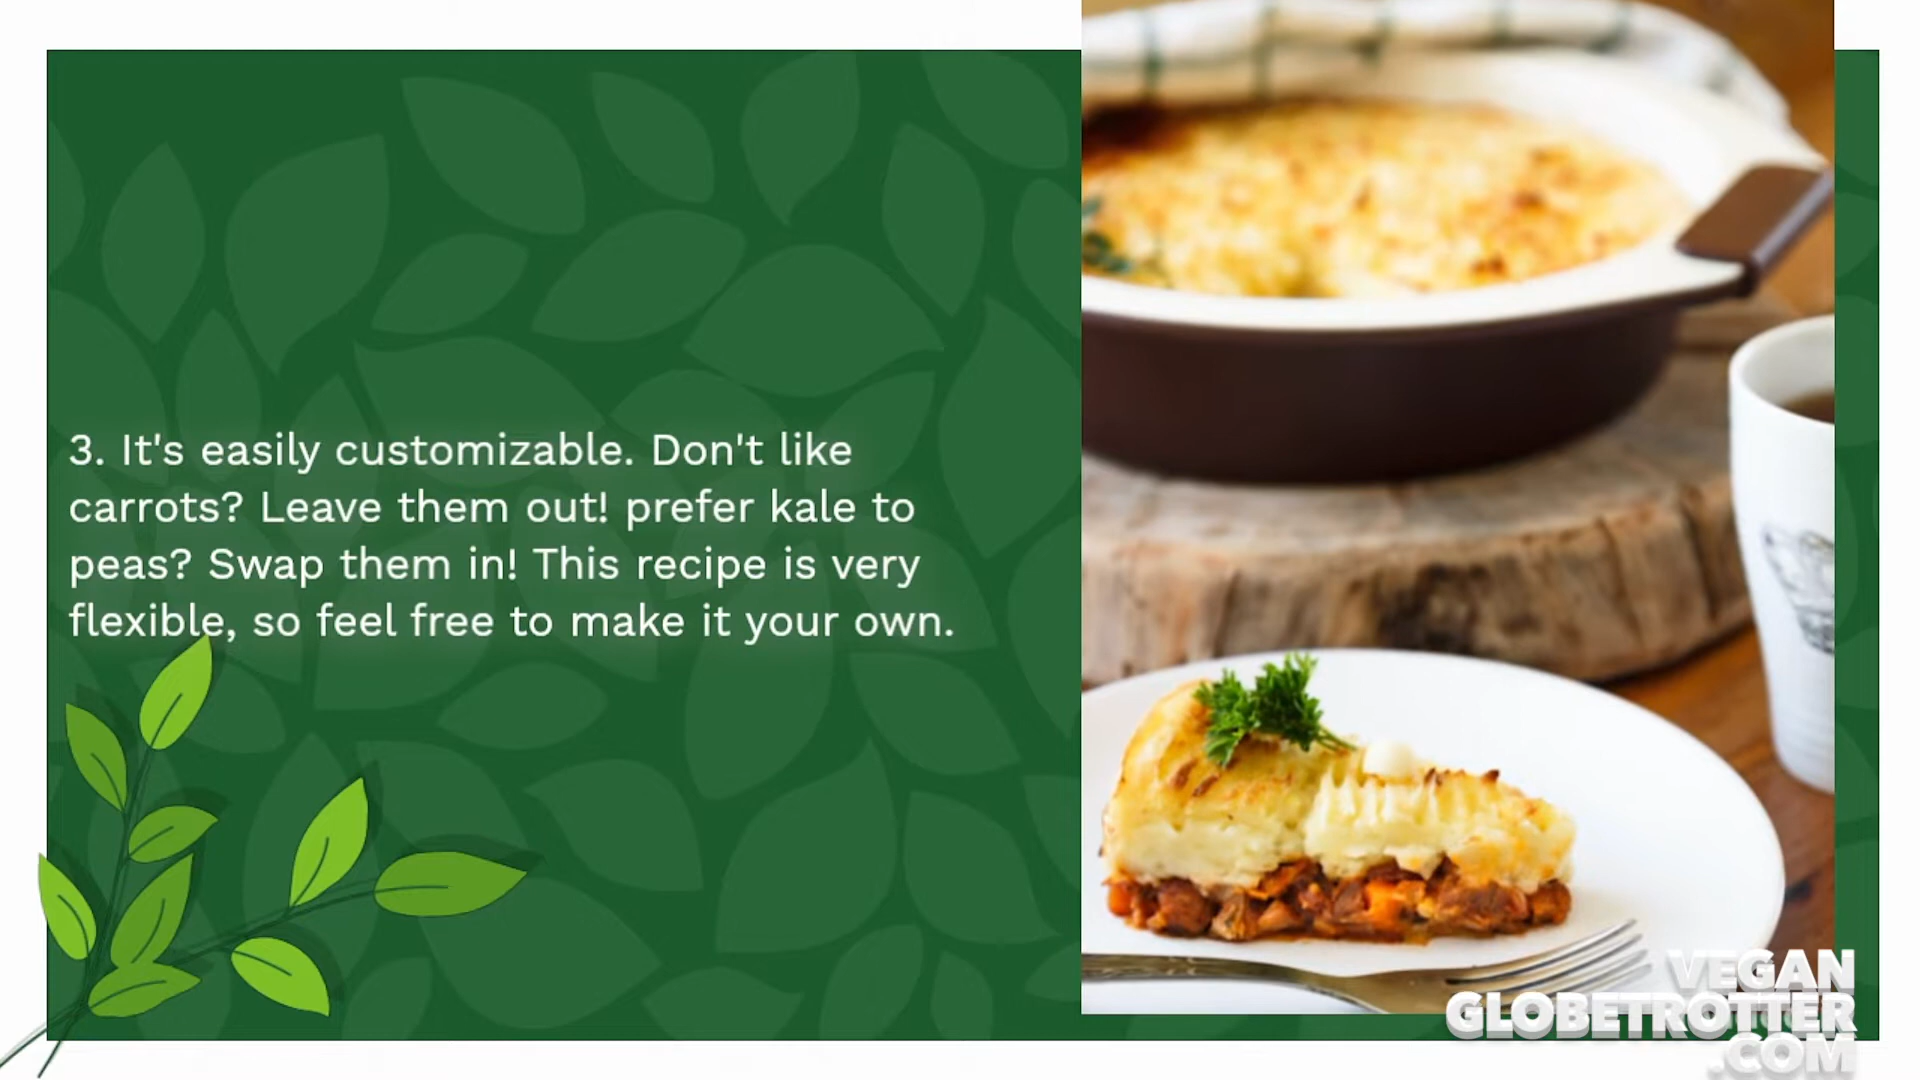 3. It's easily customizable. Don't like
carrots? Leave them out! prefer kale to
peas? Swap them in! This recipe is very
flexible, so feel free to make it your own.
VEGAN
GLOBETROTTER
.COM